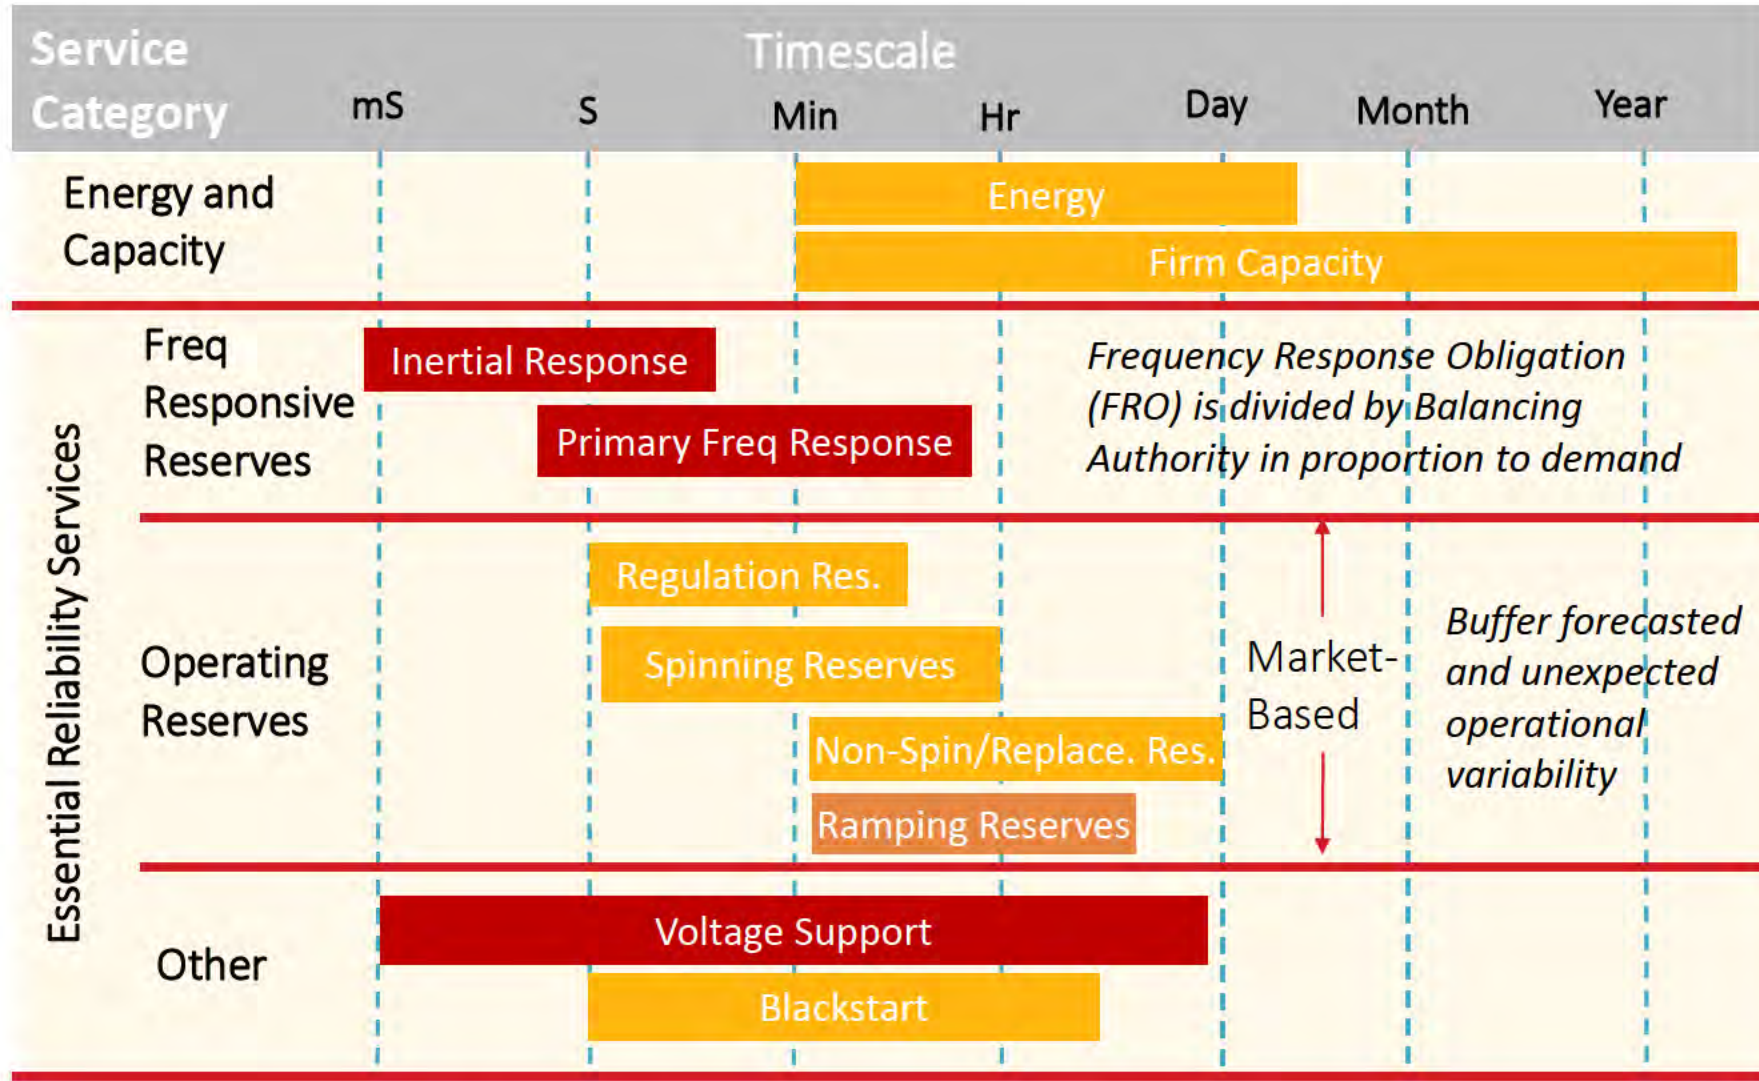 Service
Category
Timescale
mS
S
Min
Hr
Day
Month
Year
Energy and
Capacity
Energy
Firm Capacity
Essential Reliability Services
Freq
Responsive
Reserves
Inertial Response
Primary Freq Response
Frequency Response Obligation
(FRO) is divided by Balancing
Authority in proportion to demand
Operating
Reserves
Regulation Res.
Spinning Reserves
Non-Spin/Replace. Res.
Ramping Reserves
Market-
Based
Buffer forecasted
and unexpected
operational
variability
Other
Voltage Support
Blackstart